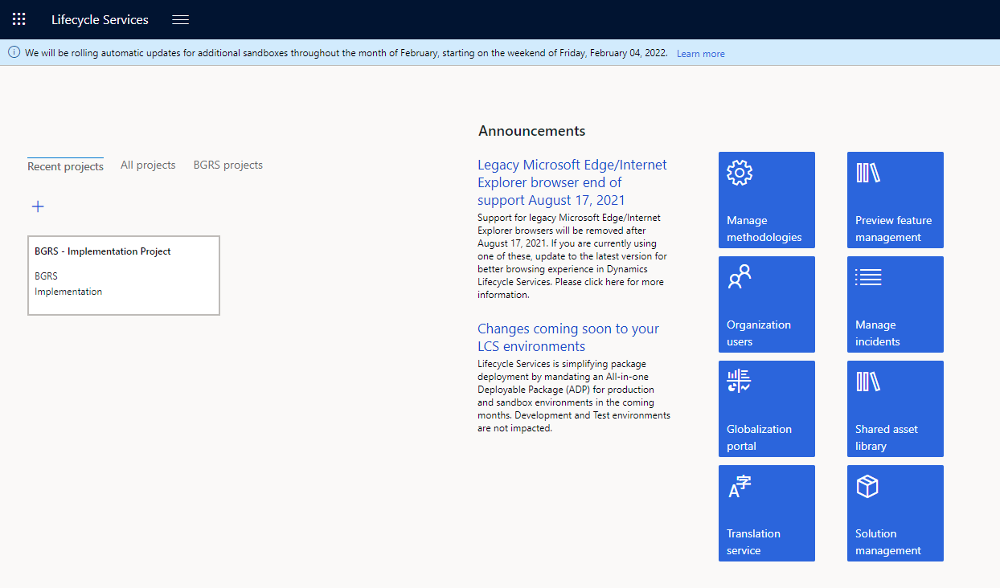 Lifecycle Services
We will be rolling automatic updates for additional sandboxes throughout the month of February, starting on the weekend of Friday, February 04, 2022. Learn more
Recent projects
All projects
BGRS projects
BGRS - Implementation Project
BGRS
Implementation
Announcements
Legacy Microsoft Edge/Internet
Explorer browser end of
support August 17, 2021
Support for legacy Microsoft Edge/Internet
Explorer browsers will be removed after
August 17, 2021. If you are currently using
one of these, update to the latest version for
better browsing experience in Dynamics
Lifecycle Services. Please click here for more
information.
Changes coming soon to your
LCS environments
Lifecycle Services is simplifying package
deployment by mandating an All-in-one
Deployable Package (ADP) for production
and sandbox environments in the coming
months. Development and Test environments
are not impacted.
Manage
methodologies
Preview feature
management
Organization
users
Manage
incidents
Globalization
portal
Shared asset
library
A字
Translation
service
Solution
management